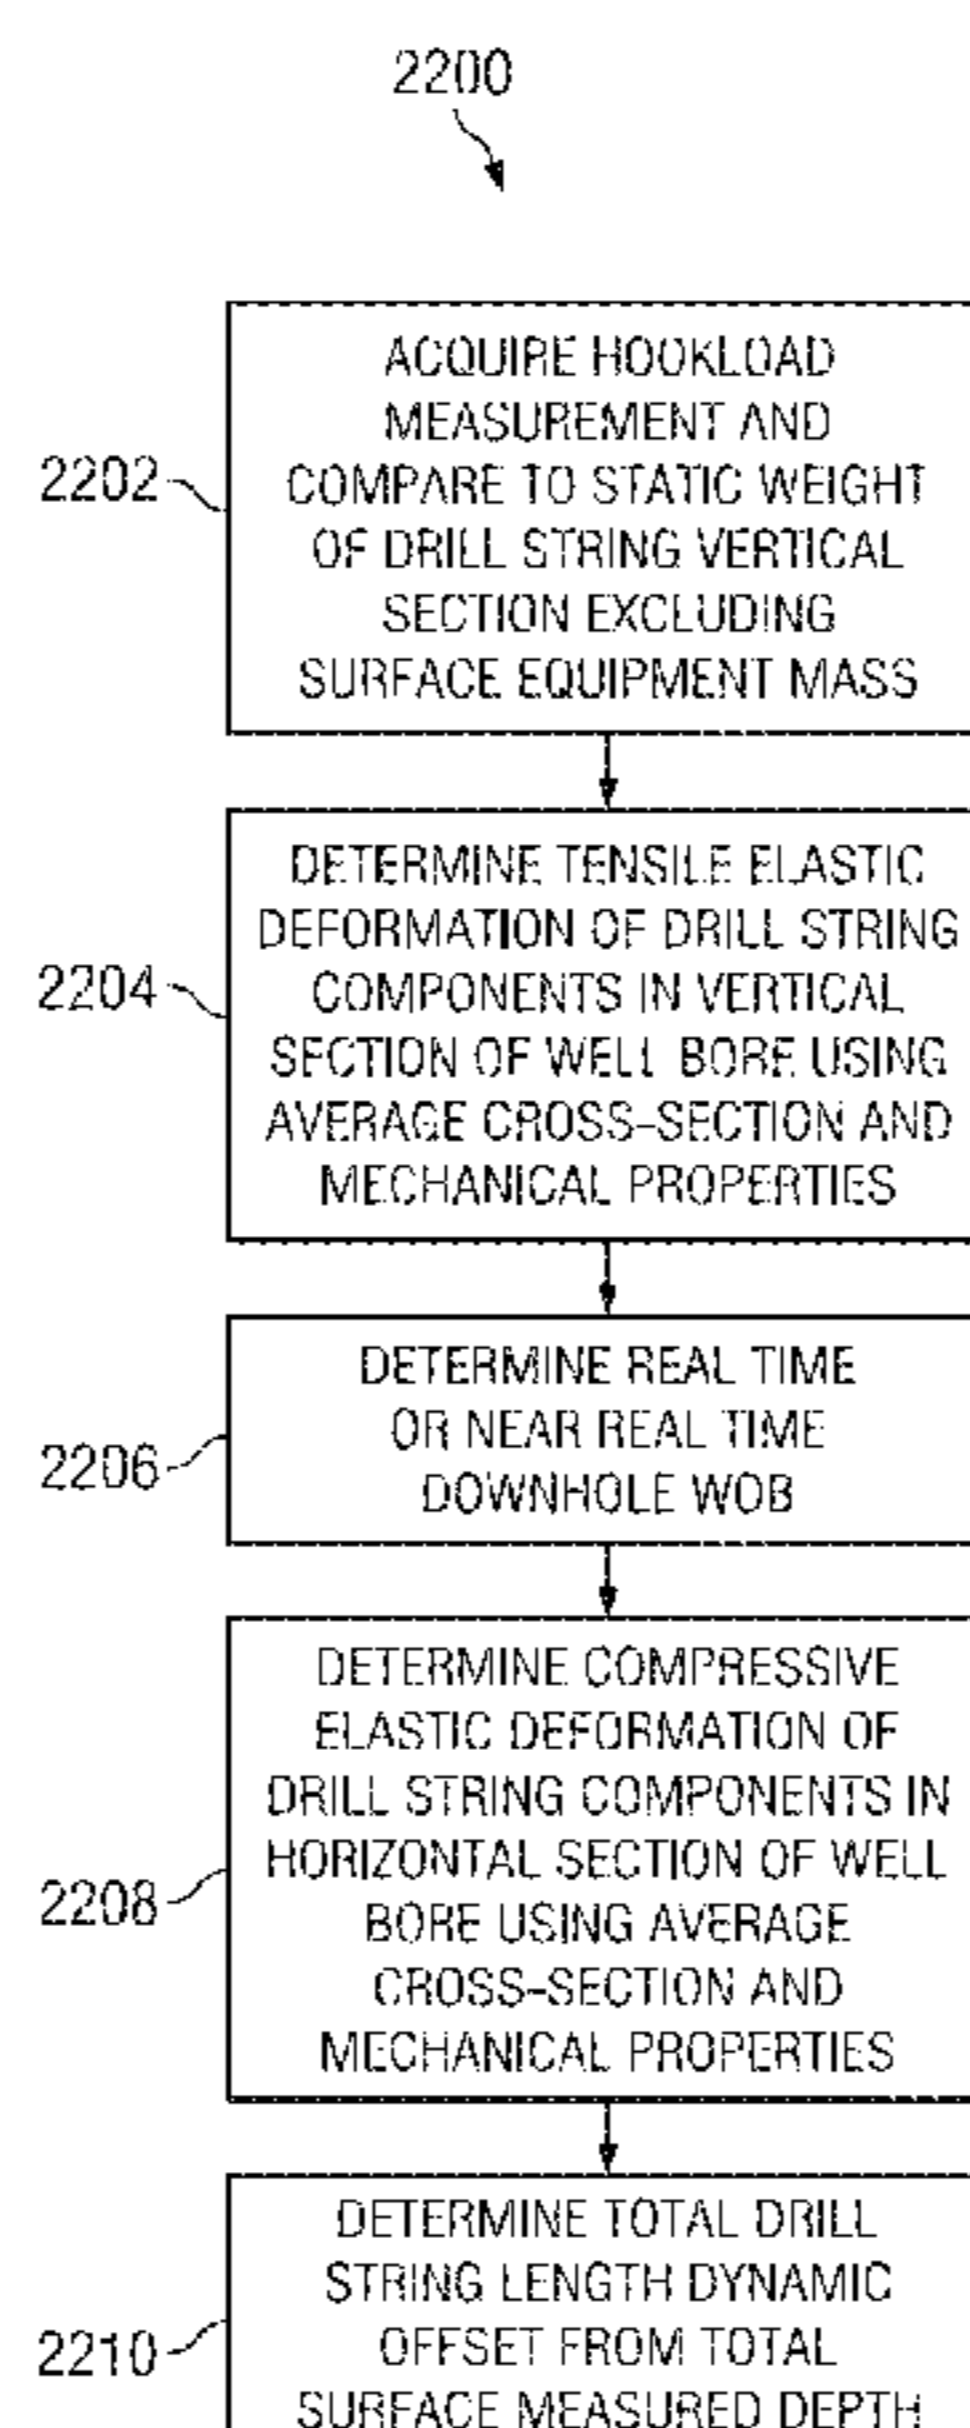 2200
2202
ACQUIRE HOOKLOAD
MEASUREMENT AND
COMPARE TO STATIC WEIGHT
OF DRILL STRING VERTICAL
SECTION EXCLUDING
SURFACE EQUIPMENT MASS
2204
DETERMINE TENSILE ELASTIC
DEFORMATION OF DRILL STRING
COMPONENTS IN VERTICAL
SECTION OF WELL BORE USING
AVERAGE CROSS-SECTION AND
MECHANICAL PROPERTIES
2206
DETERMINE REAL TIME
OR NEAR REAL TIME
DOWNHOLE WOB
2208
DETERMINE COMPRESSIVE
ELASTIC DEFORMATION OF
DRILL STRING COMPONENTS IN
HORIZONTAL SECTION OF WELL
BORE USING AVERAGE
CROSS-SECTION AND
MECHANICAL PROPERTIES
2210
DETERMINE TOTAL DRILL
STRING LENGTH DYNAMIC
OFFSET FROM TOTAL
SURFACE MEASURED DEPTH